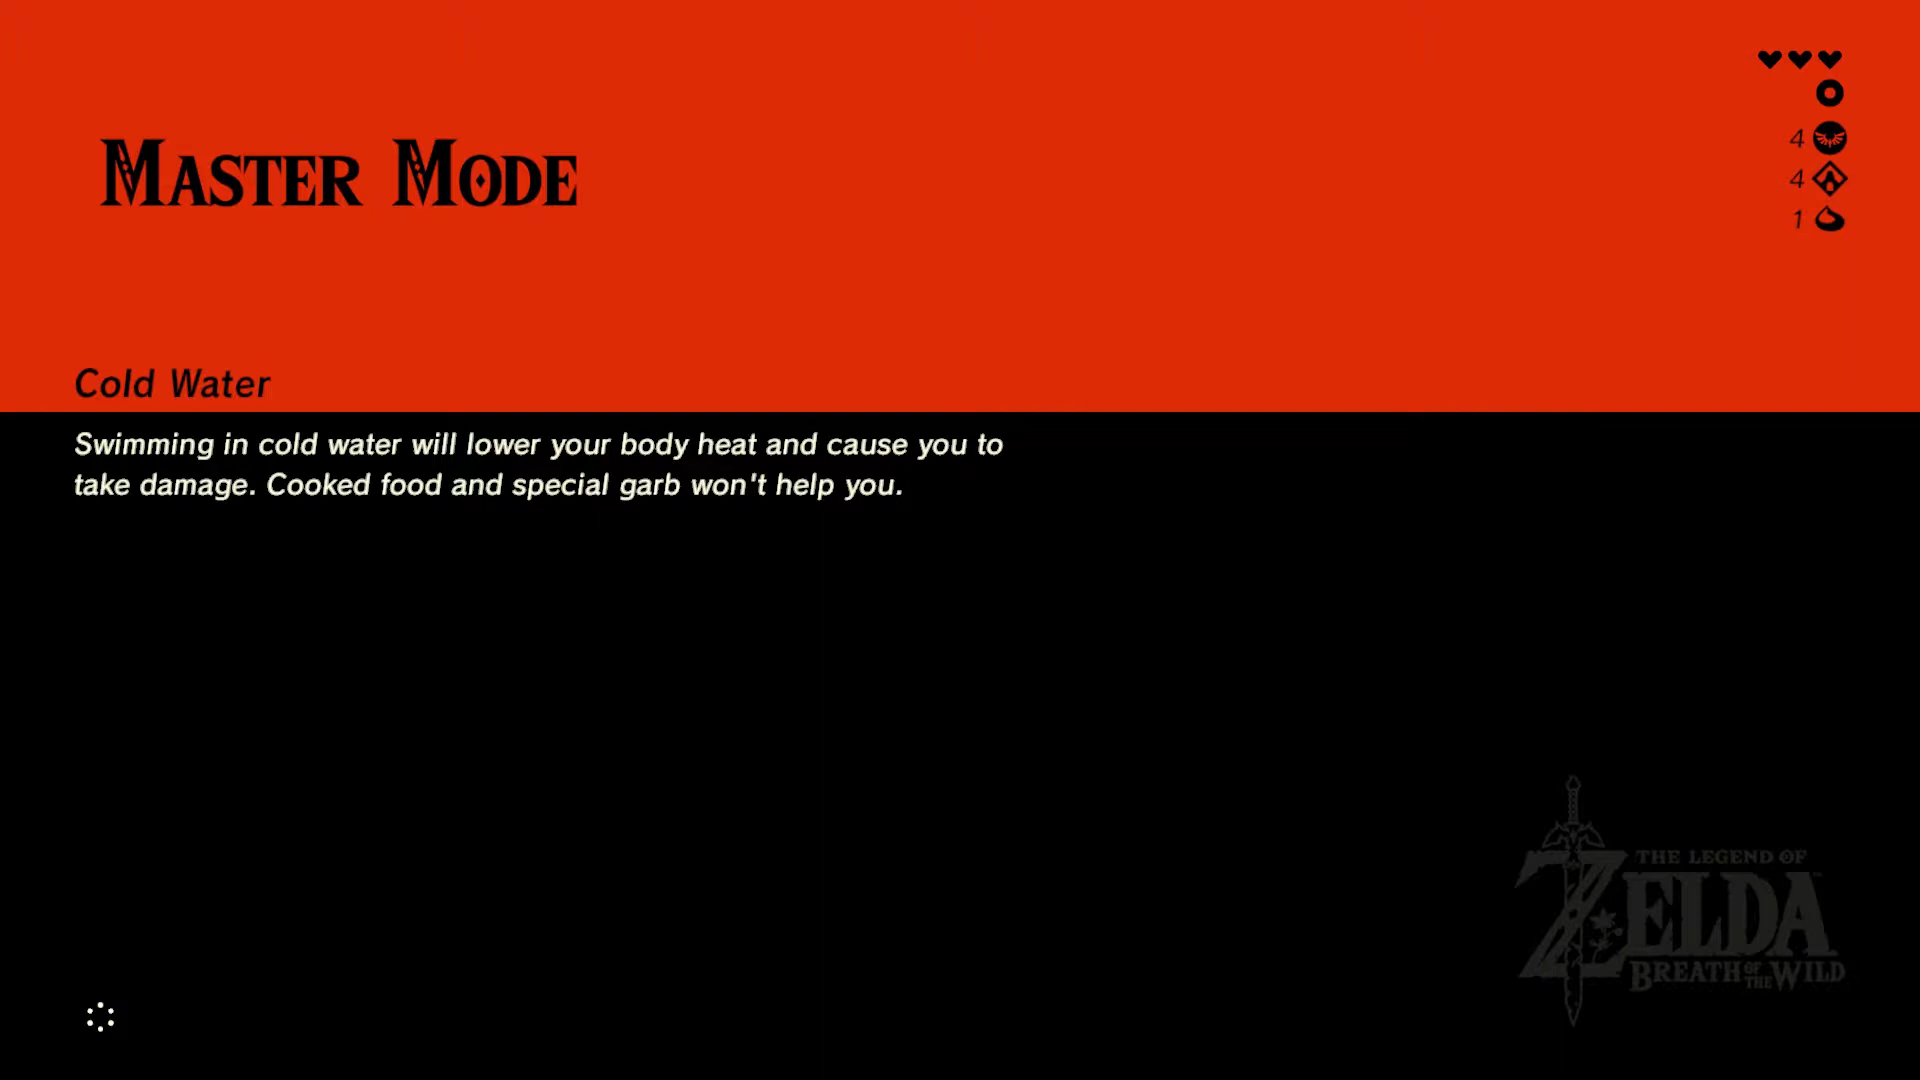 Master Mode
4
4
1
Cold Water
Swimming in cold water will lower your body heat and cause you to
take damage. Cooked food and special garb won't help you.
THE LEGEND OF
ZELDA
BREATH OF THE WILD